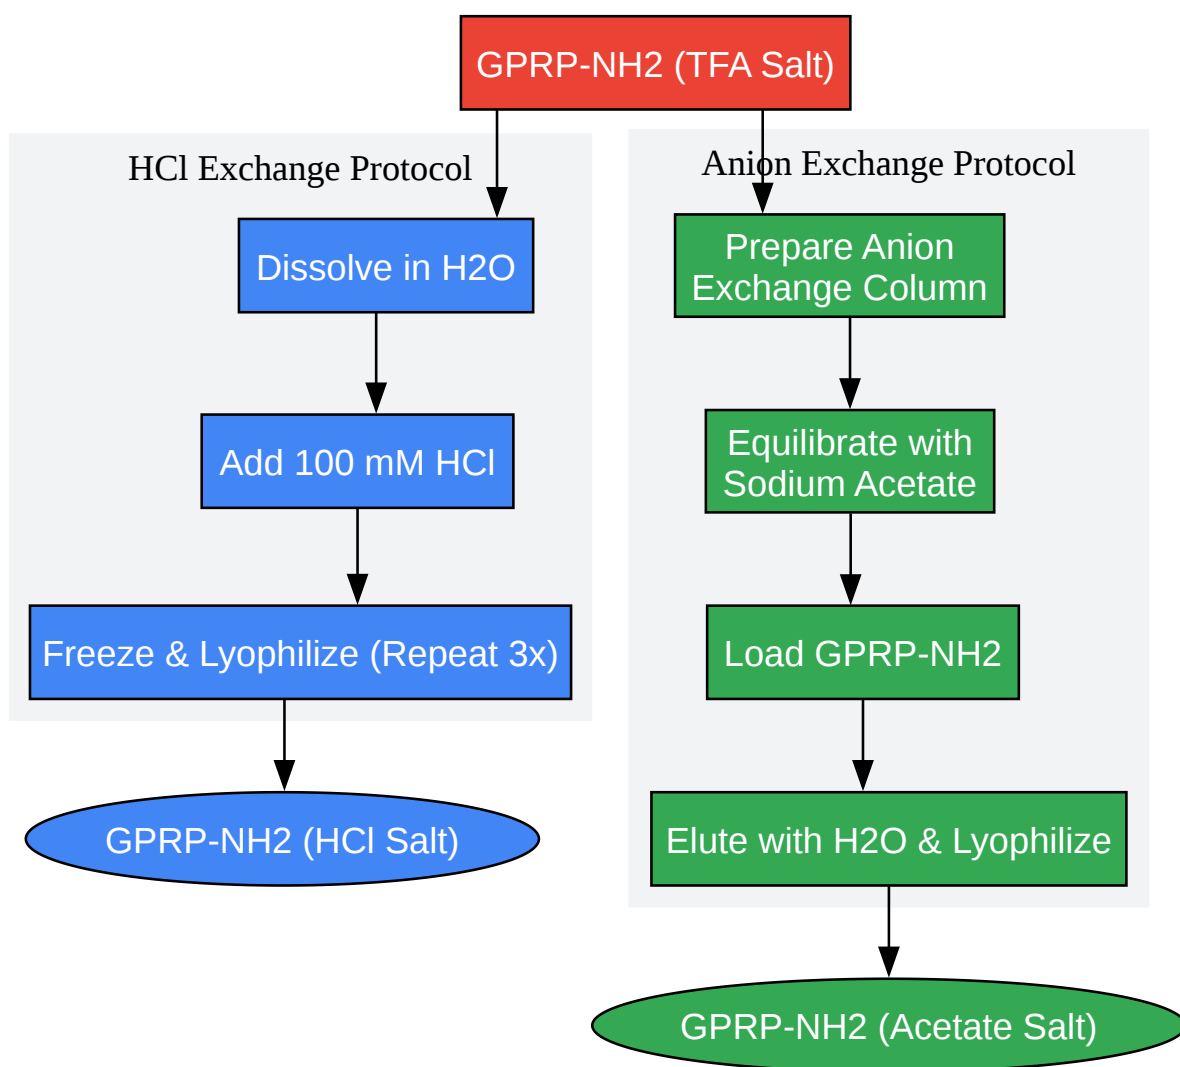 GPRP-NH2 (TFA Salt)
HCl Exchange Protocol
Dissolve in H2O
Add 100 mM HCl
Freeze & Lyophilize (Repeat 3x)
GPRP-NH2 (HCl Salt)
Anion Exchange Protocol
Prepare Anion
Exchange Column
Equilibrate with
Sodium Acetate
Load GPRP-NH2
Elute with H2O & Lyophilize
GPRP-NH2 (Acetate Salt)